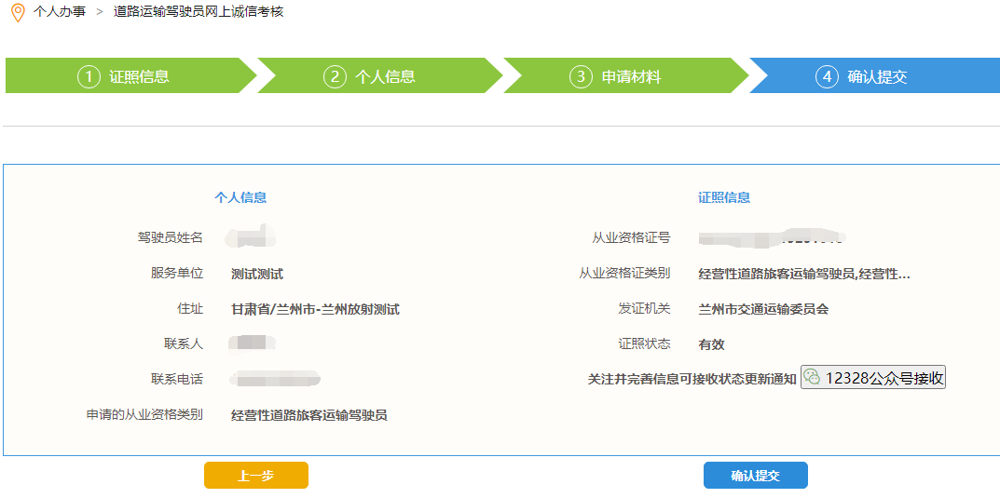 个人办事 > 道路运输驾驶员网上诚信考核
1 证照信息
2 个人信息
3 申请材料
4 确认提交
个人信息
驾驶员姓名
服务单位 测试测试
住址 甘肃省/兰州市-兰州放射测试
联系人
联系电话
申请的从业资格类别 经营性道路旅客运输驾驶员
证照信息
从业资格证号
从业资格证类别 经营性道路旅客运输驾驶员,经营性...
发证机关 兰州市交通运输委员会
证照状态 有效
关注并完善信息可接收状态更新通知 12328公众号接收
上一步
确认提交